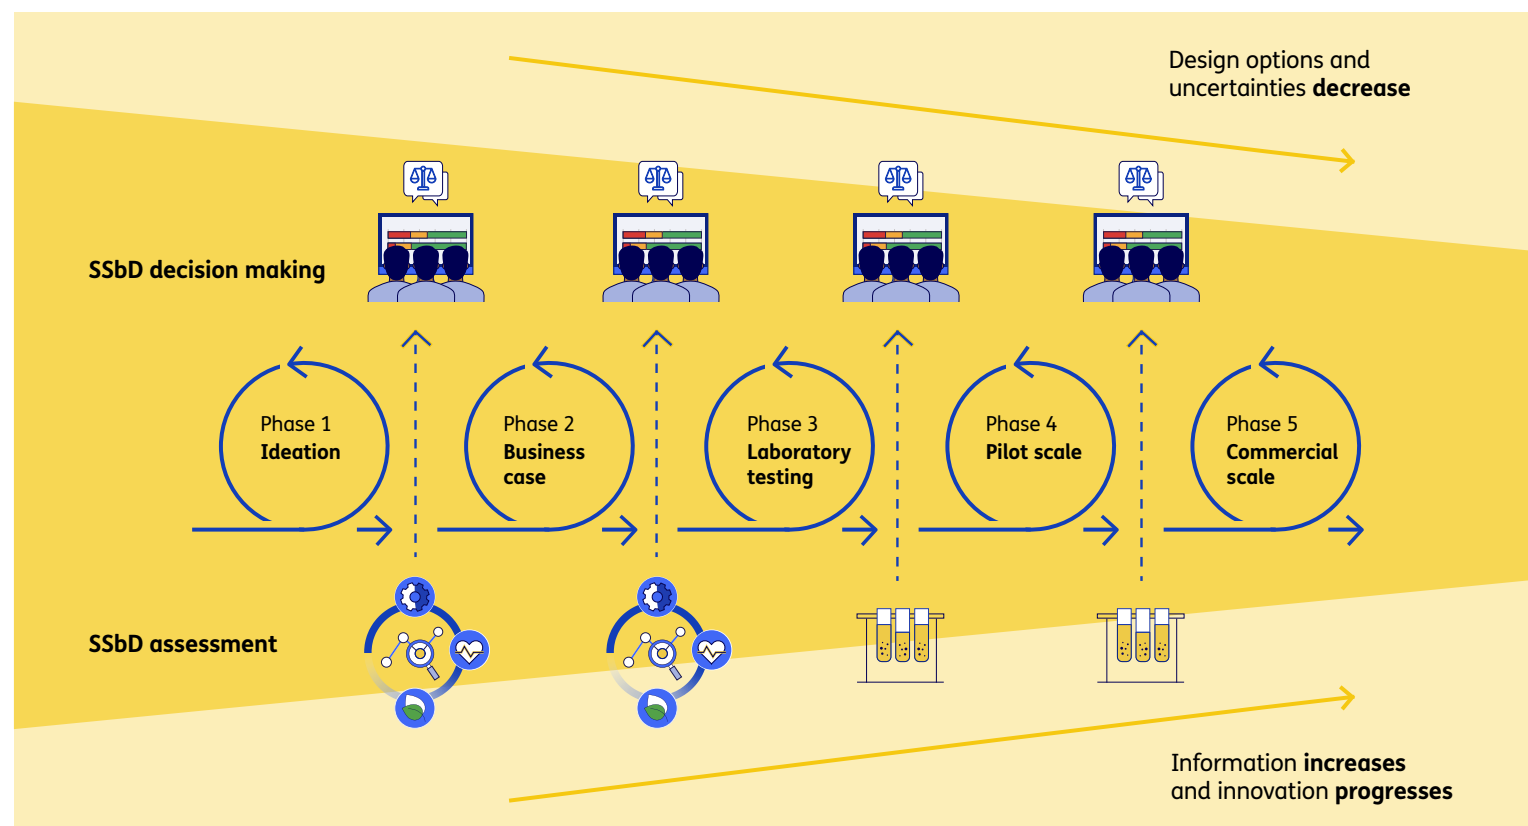 Design options and
uncertainties decrease
SSbD decision making
Phase 1
Ideation
Phase 2
Business
case
Phase 3
Laboratory
testing
Phase 4
Pilot scale
Phase 5
Commercial
scale
SSbD assessment
Information increases
and innovation progresses